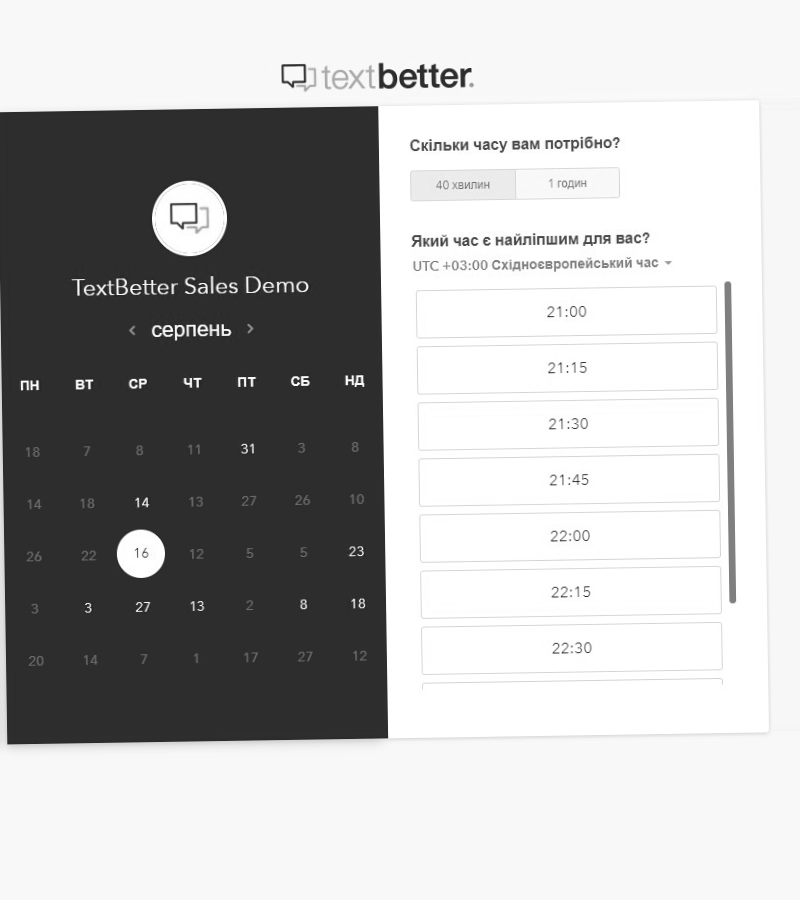 textbetter.
TextBetter Sales Demo
серпень
ПН ВТ СР ЧТ ПТ СБ НД
18 7 8 11 31 3 8
14 18 14 13 27 26 10
26 22 16 12 5 5 23
3 3 27 13 2 8 18
20 14 7 1 17 27 12
Скільки часу вам потрібно?
40 хвилин 1 годин
Який час є найліпшим для вас?
UTC +03:00 Східноєвропейський час
21:00
21:15
21:30
21:45
22:00
22:15
22:30